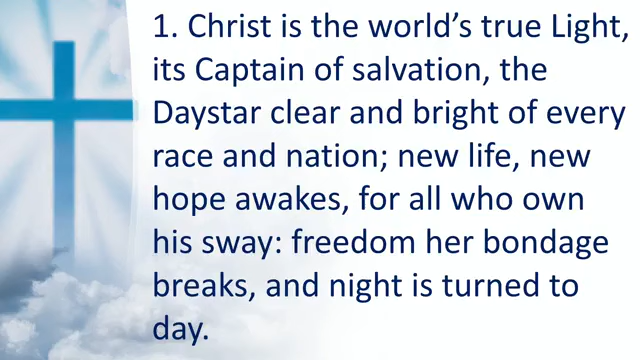 1. Christ is the world’s true Light,
its Captain of salvation, the
Daystar clear and bright of every
race and nation; new life, new
hope awakes, for all who own
his sway: freedom her bondage
breaks, and night is turned to
day.